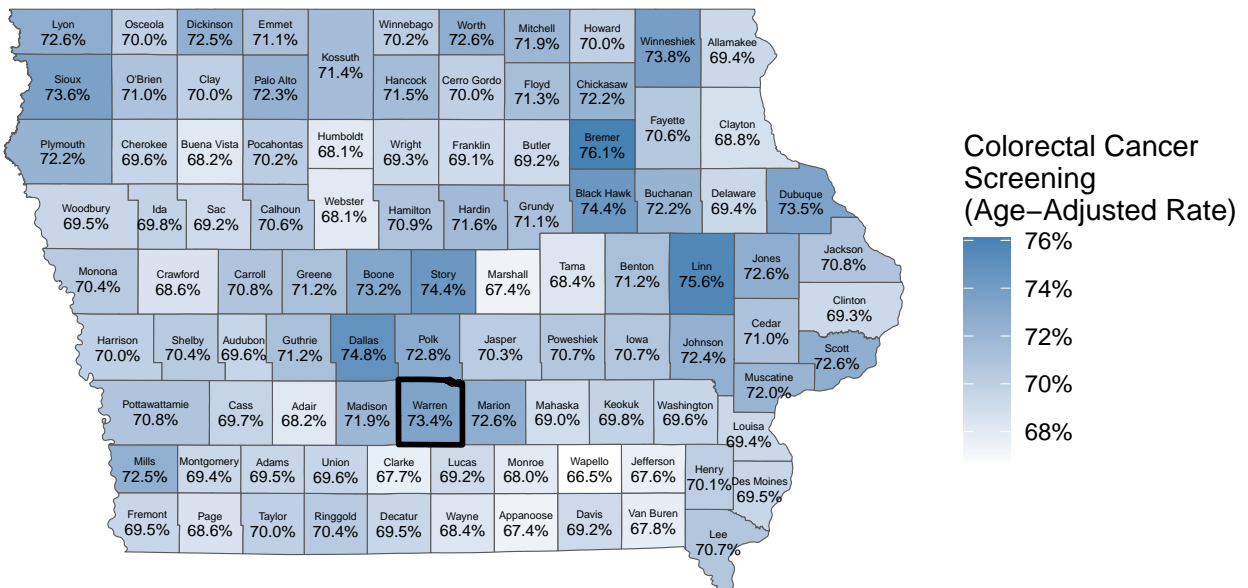 Lyon
72.6%
Osceola
70.0%
Dickinson
72.5%
Emmet
71.1%
Kossuth
71.4%
Winnebago
70.2%
Worth
72.6%
Mitchell
71.9%
Howard
70.0%
Winneshiek
73.8%
Allamakee
69.4%
Sioux
73.6%
O'Brien
71.0%
Clay
70.0%
Palo Alto
72.3%
Hancock
71.5%
Cerro Gordo
70.0%
Floyd
71.3%
Chickasaw
72.2%
Fayette
70.6%
Clayton
68.8%
Plymouth
72.2%
Cherokee
69.6%
Buena Vista
68.2%
Pocahontas
70.2%
Humboldt
68.1%
Wright
69.3%
Franklin
69.1%
Butler
69.2%
Bremer
76.1%
Woodbury
69.5%
Ida
69.8%
Sac
69.2%
Calhoun
70.6%
Webster
68.1%
Hamilton
70.9%
Hardin
71.6%
Grundy
71.1%
Black Hawk
74.4%
Buchanan
72.2%
Delaware
69.4%
Dubuque
73.5%
Monona
70.4%
Crawford
68.6%
Carroll
70.8%
Greene
71.2%
Boone
73.2%
Story
74.4%
Marshall
67.4%
Tama
68.4%
Benton
71.2%
Linn
75.6%
Jones
72.6%
Jackson
70.8%
Clinton
69.3%
Harrison
70.0%
Shelby
70.4%
Audubon
69.6%
Guthrie
71.2%
Dallas
74.8%
Polk
72.8%
Jasper
70.3%
Poweshiek
70.7%
Iowa
70.7%
Johnson
72.4%
Cedar
71.0%
Scott
72.6%
Muscatine
72.0%
Pottawattamie
70.8%
Cass
69.7%
Adair
68.2%
Madison
71.9%
Warren
73.4%
Marion
72.6%
Mahaska
69.0%
Keokuk
69.8%
Washington
69.6%
Louisa
69.4%
Mills
72.5%
Montgomery
69.4%
Adams
69.5%
Union
69.6%
Clarke
67.7%
Lucas
69.2%
Monroe
68.0%
Wapello
66.5%
Jefferson
67.6%
Henry
70.1%
Des Moines
69.5%
Fremont
69.5%
Page
68.6%
Taylor
70.0%
Ringgold
70.4%
Decatur
69.5%
Wayne
68.4%
Appanoose
67.4%
Davis
69.2%
Van Buren
67.8%
Lee
70.7%
Colorectal Cancer
Screening
(Age−Adjusted Rate)
76%
74%
72%
70%
68%